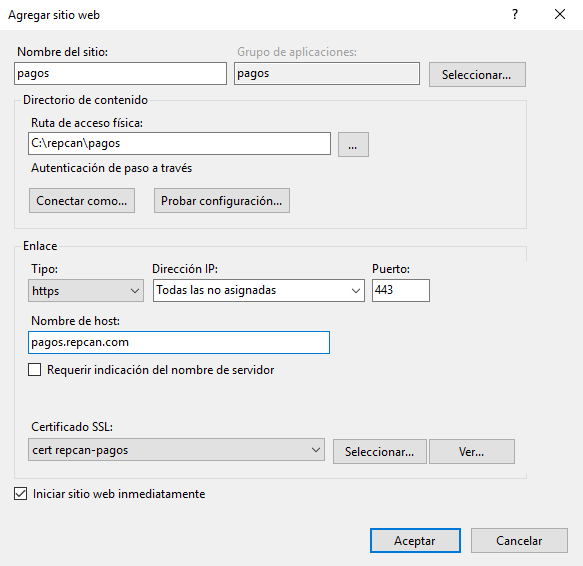 Agregar sitio web ?
Nombre del sitio: Grupo de aplicaciones:
pagos pagos Seleccionar...
Directorio de contenido
Ruta de acceso física:
C:\repcan\pagos ...
Autenticación de paso a través
Conectar como... Probar configuración...
Enlace
Tipo: Dirección IP: Puerto:
https Todas las no asignadas 443
Nombre de host:
pagos.repcan.com
Requerir indicación del nombre de servidor
Certificado SSL:
cert repcan-pagos Seleccionar... Ver...
Iniciar sitio web inmediatamente
Aceptar Cancelar